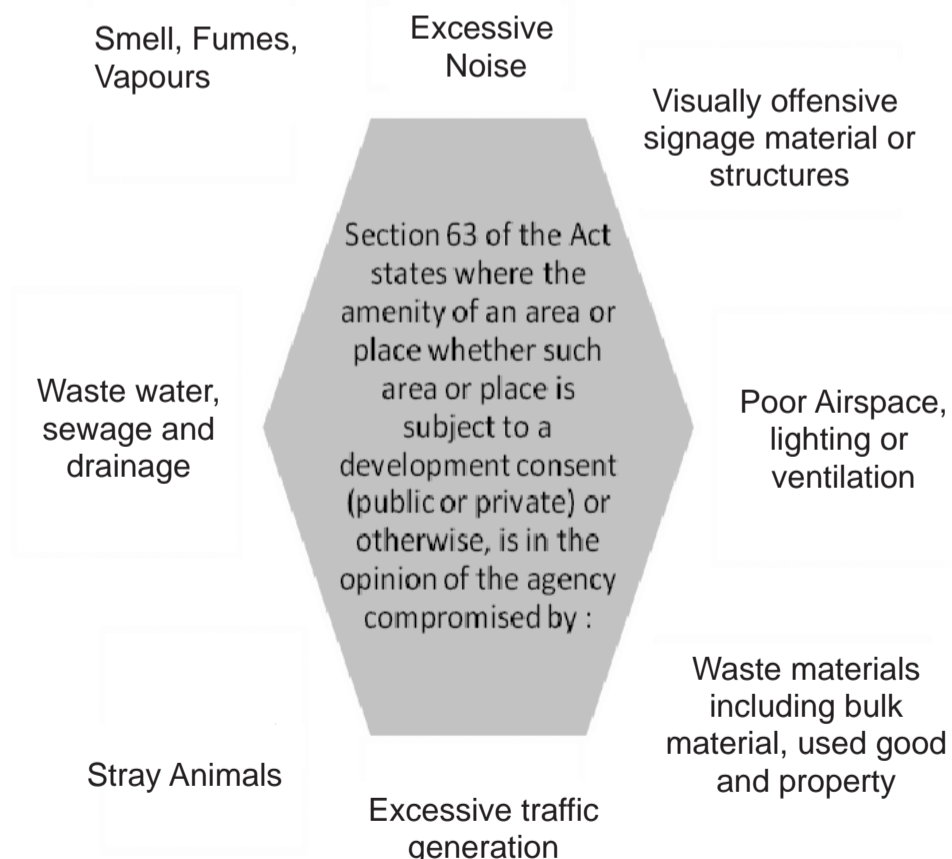 Smell, Fumes,
Vapours
Excessive
Noise
Visually offensive
signage material or
structures
Section 63 of the Act
states where the
amenity of an area or
place whether such
area or place is
subject to a
development consent
(public or private) or
otherwise, is in the
opinion of the agency
compromised by :
Waste water,
sewage and
drainage
Poor Airspace,
lighting or
ventilation
Stray Animals
Excessive traffic
generation
Waste materials
including bulk
material, used good
and property